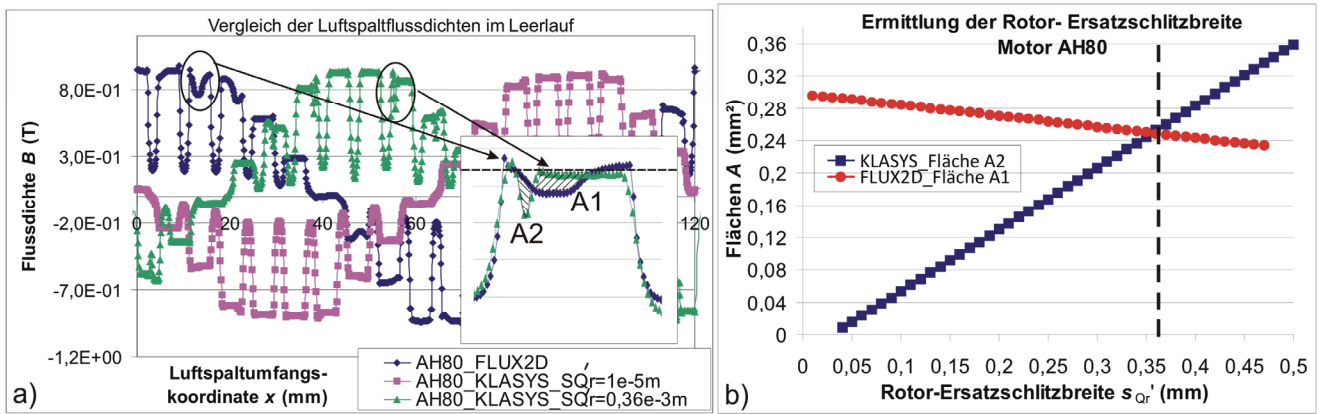 Vergleich der Luftspaltflussdichten im Leerlauf
Flussdichte B (T)
8,0E-01
3,0E-01
-2,0E-01
-7,0E-01
-1,2E+00
0
20
40
120
A1
A2
Luftspaltumfangs-
koordinate x (mm)
AH80_FLUX2D
AH80_KLASYS_SQr=1e-5m
AH80_KLASYS_SQr=0,36e-3m
a)
b)
Ermittlung der Rotor- Ersatzschlitzbreite
Motor AH80
Flächen A (mm²)
0,36
0,32
0,28
0,24
0,2
0,16
0,12
0,08
0,04
0
KLASYS_Fläche A2
FLUX2D_Fläche A1
0 0,05 0,1 0,15 0,2 0,25 0,3 0,35 0,4 0,45 0,5
Rotor-Ersatzschlitzbreite sQr' (mm)